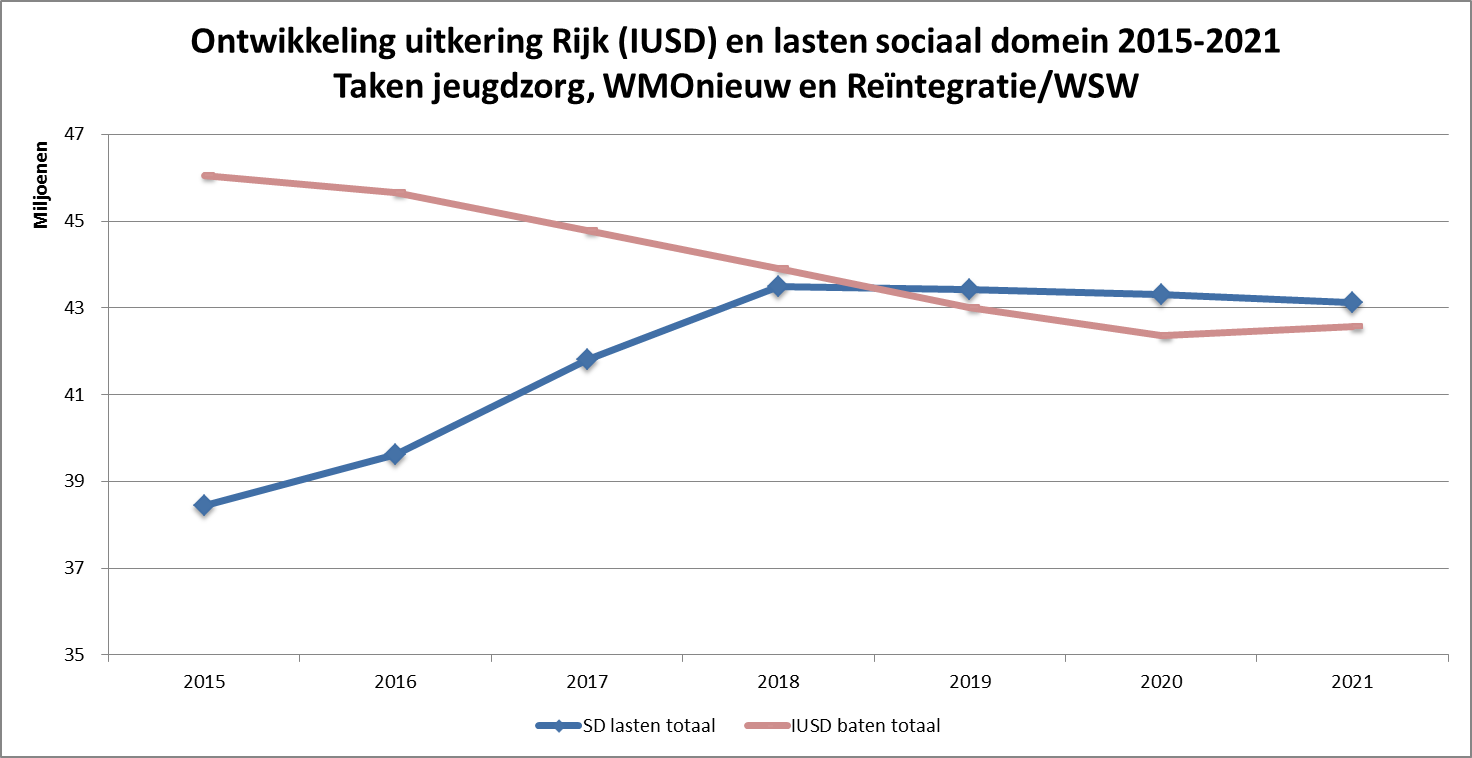 Ontwikkeling uitkering Rijk (IUSD) en lasten sociaal domein 2015-2021
Taken jeugdzorg, WMOnieuw en Reïntegratie/WSW
Miljoenen
47
45
43
41
39
37
35
2015 2016 2017 2018 2019 2020 2021
SD lasten totaal IUSD baten totaal